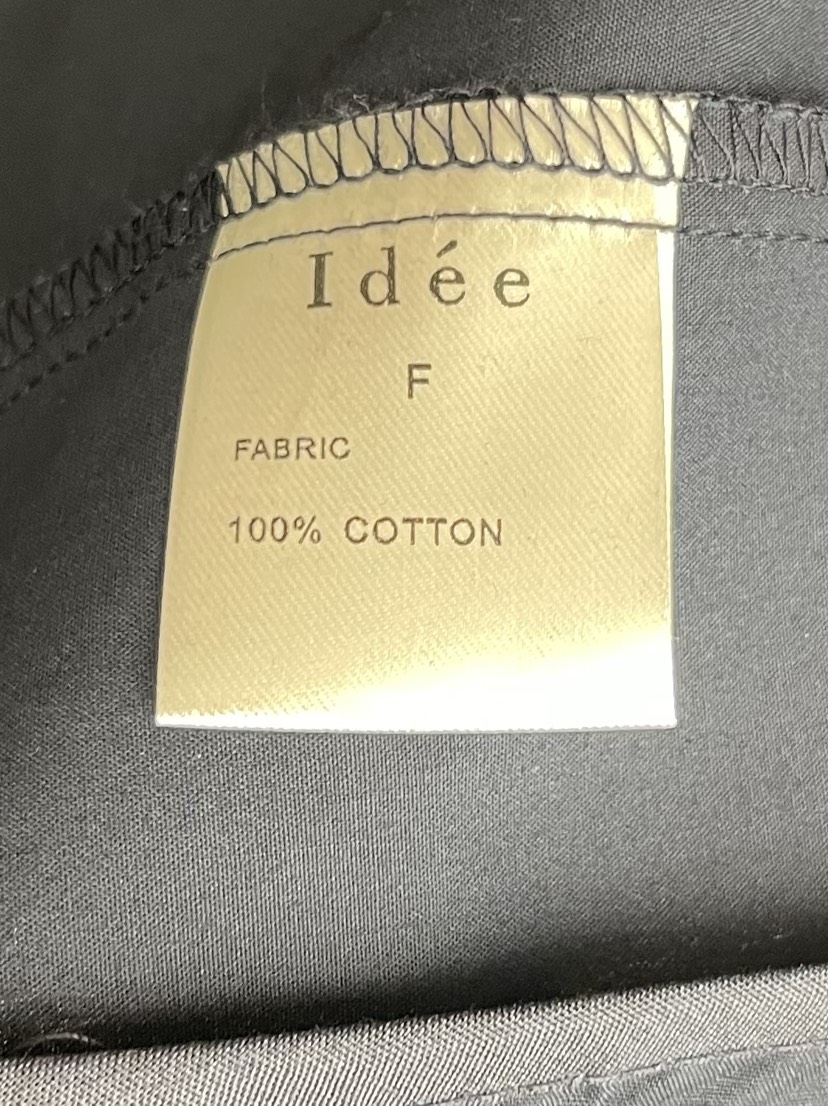 Idée
F
FABRIC
100% COTTON